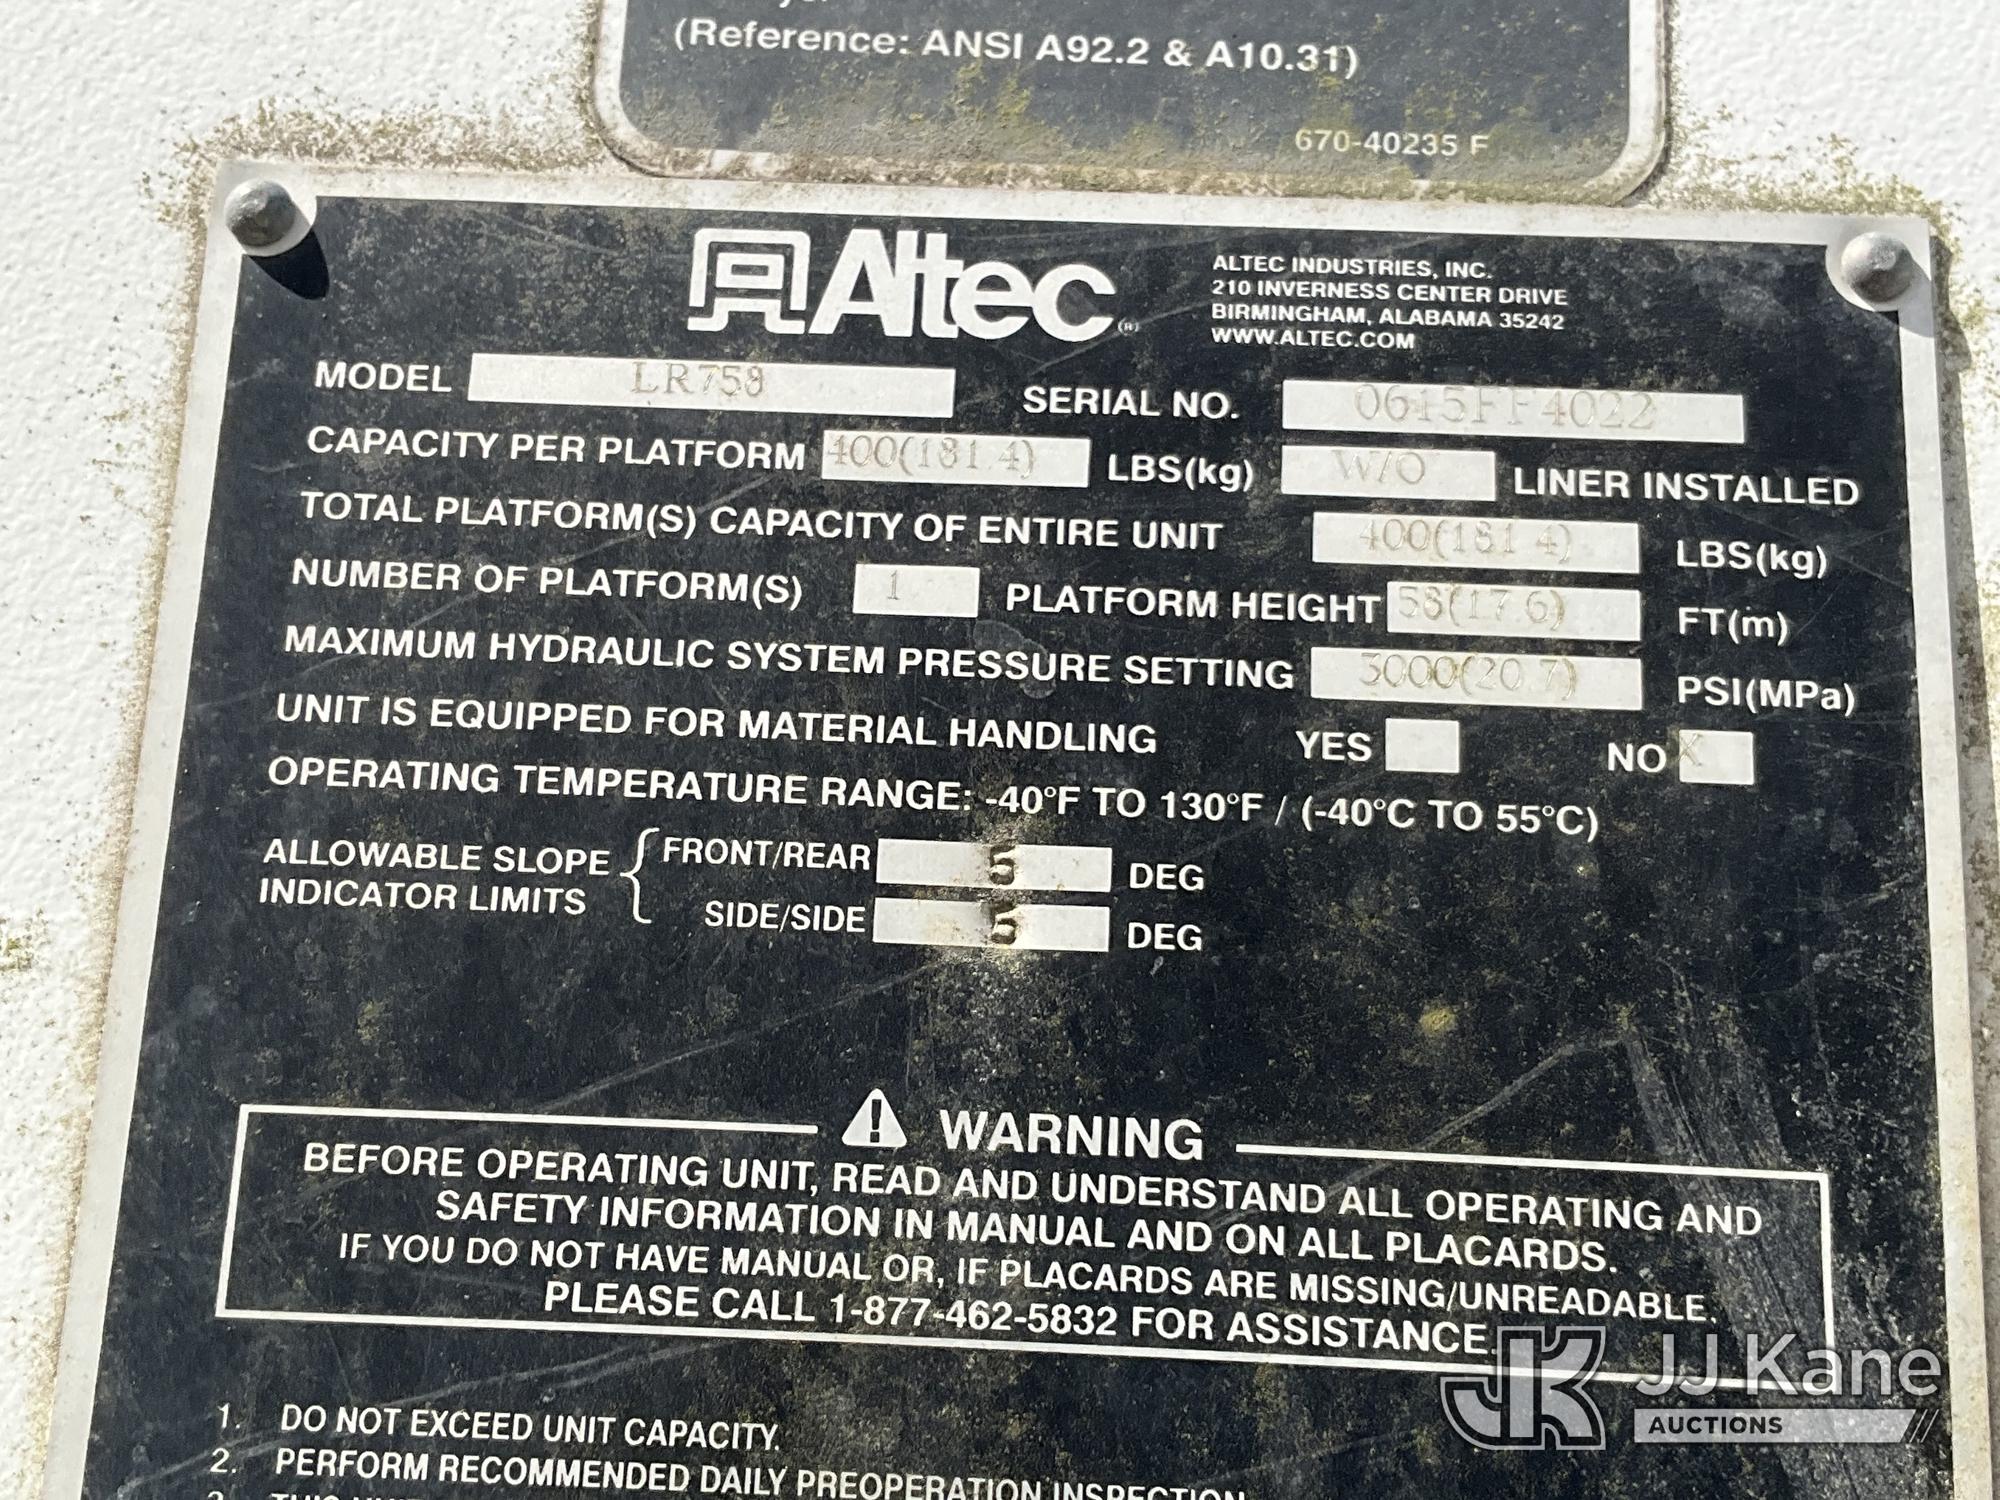 (Reference: ANSI A92.2 & A10.31)
670-40235 F
Altec
ALTEC INDUSTRIES, INC.
210 INVERNESS CENTER DRIVE
BIRMINGHAM, ALABAMA 35242
WWW.ALTEC.COM
MODEL LR758 SERIAL NO. 0615FF4022
CAPACITY PER PLATFORM 400(181.4) LBS(kg) W/O LINER INSTALLED
TOTAL PLATFORM(S) CAPACITY OF ENTIRE UNIT 400(181.4) LBS(kg)
NUMBER OF PLATFORM(S) 1 PLATFORM HEIGHT 58(17.6) FT(m)
MAXIMUM HYDRAULIC SYSTEM PRESSURE SETTING 3000(20.7) PSI(MPa)
UNIT IS EQUIPPED FOR MATERIAL HANDLING YES NO X
OPERATING TEMPERATURE RANGE: -40°F TO 130°F / (-40°C TO 55°C)
ALLOWABLE SLOPE INDICATOR LIMITS
FRONT/REAR 5 DEG
SIDE/SIDE 5 DEG
WARNING
BEFORE OPERATING UNIT, READ AND UNDERSTAND ALL OPERATING AND
SAFETY INFORMATION IN MANUAL AND ON ALL PLACARDS.
IF YOU DO NOT HAVE MANUAL OR, IF PLACARDS ARE MISSING/UNREADABLE.
PLEASE CALL 1-877-462-5832 FOR ASSISTANCE.
1. DO NOT EXCEED UNIT CAPACITY.
2. PERFORM RECOMMENDED DAILY PREOPERATION INSPECTION
JJ Kane
AUCTIONS